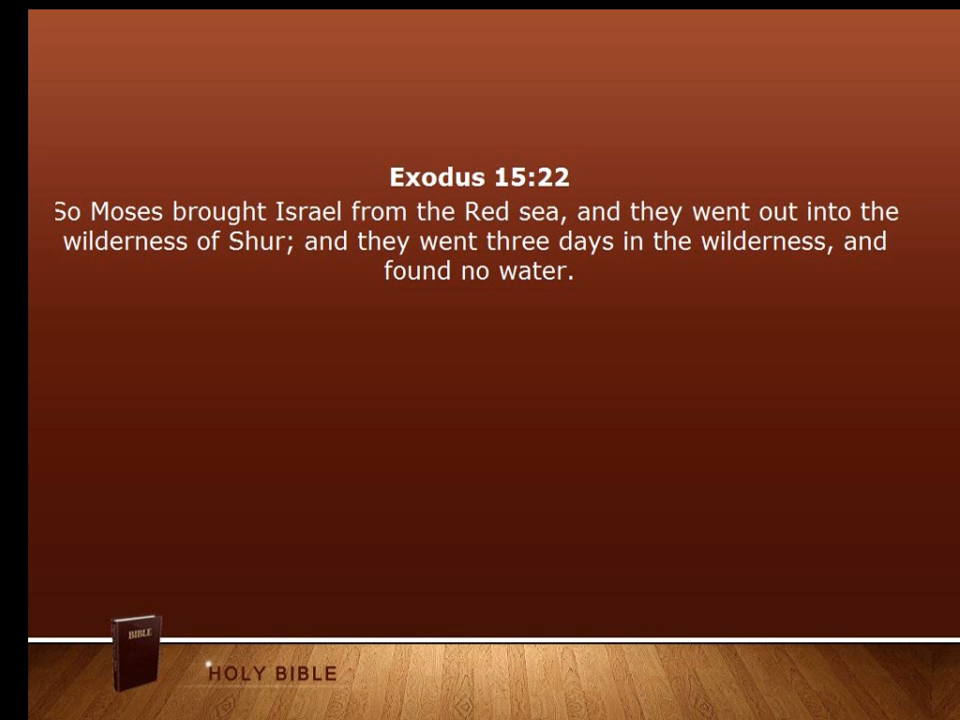 Exodus 15:22
So Moses brought Israel from the Red sea, and they went out into the
wilderness of Shur; and they went three days in the wilderness, and
found no water.
BIBLE
HOLY BIBLE